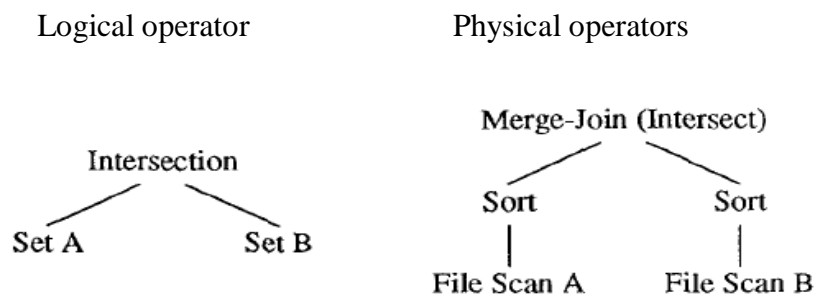 Logical operator
Physical operators
Intersection
Set A
Set B
Merge-Join (Intersect)
Sort
Sort
File Scan A
File Scan B